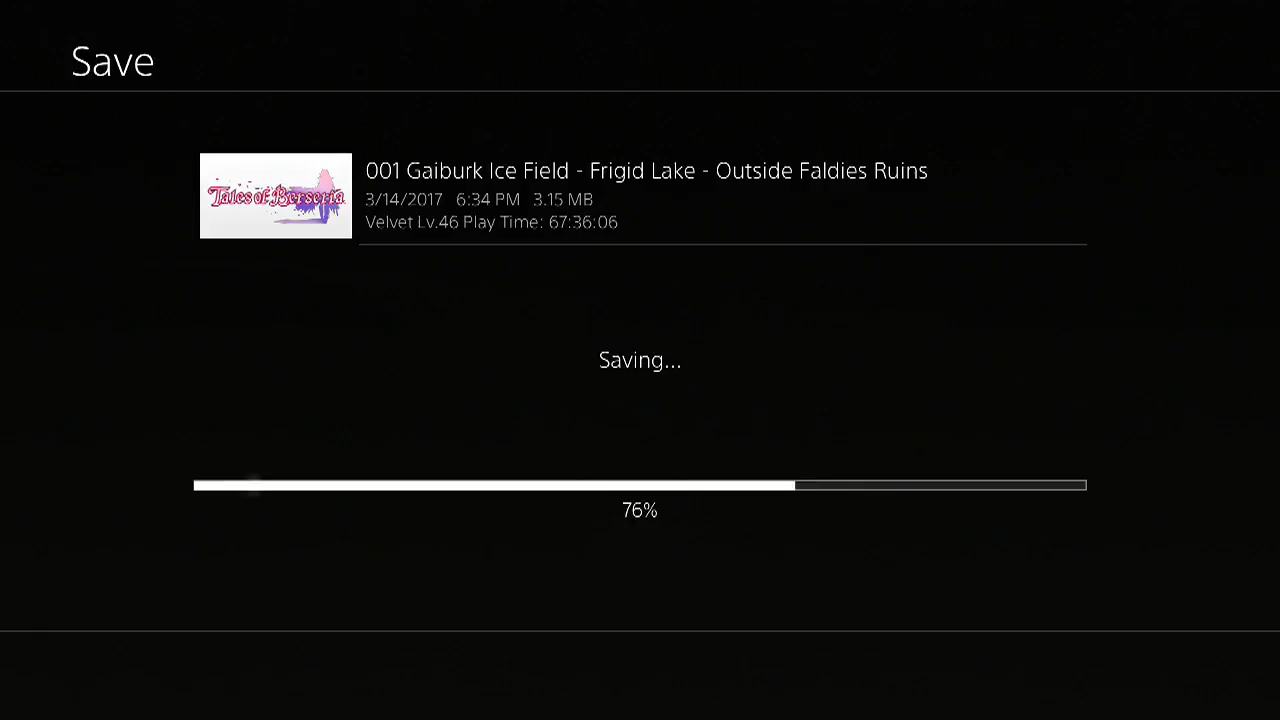 Save
Tales of Berseria
001 Gaiburk Ice Field - Frigid Lake - Outside Faldies Ruins
3/14/2017 6:34 PM 3.15 MB
Velvet Lv.46 Play Time: 67:36:06
Saving...
76%